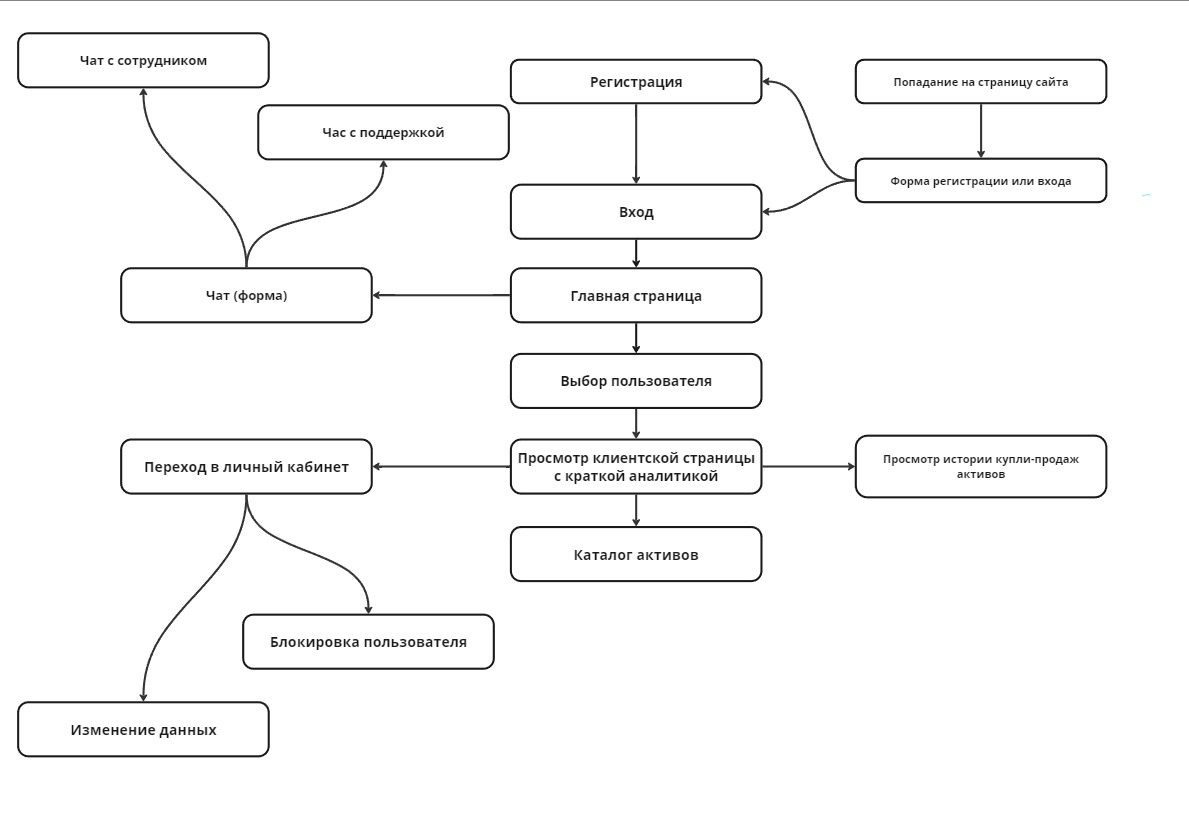 Чат с сотрудником
Регистрация
Попадание на страницу сайта
Час с поддержкой
Форма регистрации или входа
Вход
Чат (форма)
Главная страница
Выбор пользователя
Переход в личный кабинет
Просмотр клиентской страницы
с краткой аналитикой
Просмотр истории купли-продаж
активов
Каталог активов
Блокировка пользователя
Изменение данных